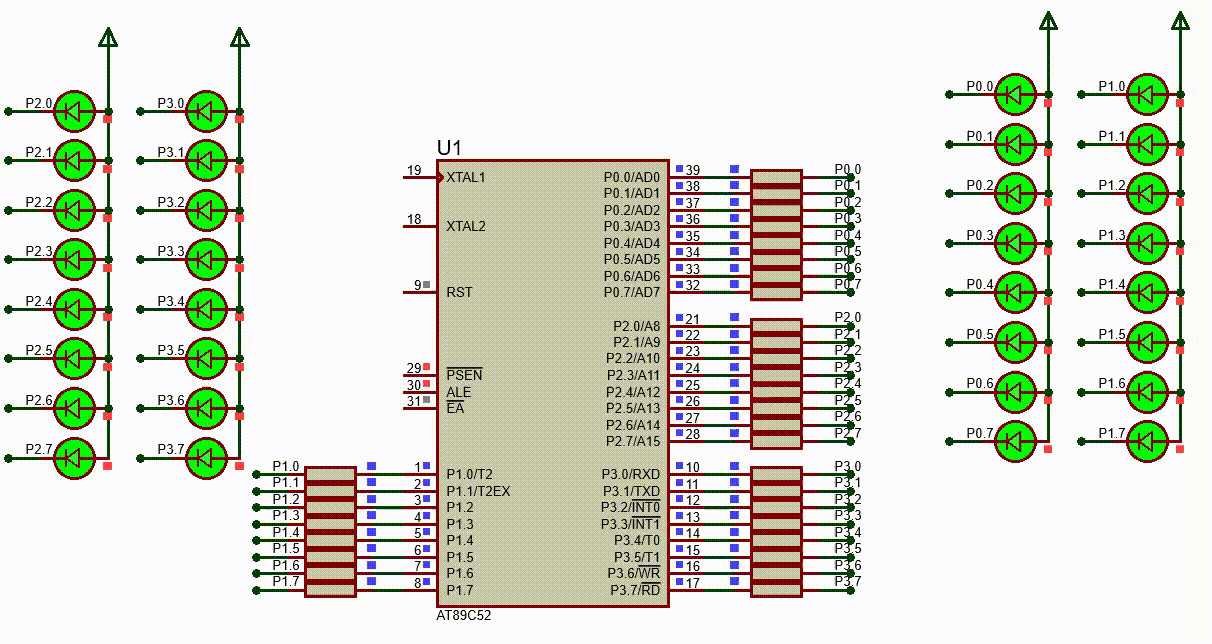 P2.0 P3.0
P2.1 P3.1
P2.2 P3.2
P2.3 P3.3
P2.4 P3.4
P2.5 P3.5
P2.6 P3.6
P2.7 P3.7
U1
19 XTAL1
18 XTAL2
9 RST
29 PSEN
30 ALE
31 EA
P1.0 1 P1.0/T2
P1.1 2 P1.1/T2EX
P1.2 3 P1.2
P1.3 4 P1.3
P1.4 5 P1.4
P1.5 6 P1.5
P1.6 7 P1.6
P1.7 8 P1.7
P0.0/AD0 39 P0.0
P0.1/AD1 38 P0.1
P0.2/AD2 37 P0.2
P0.3/AD3 36 P0.3
P0.4/AD4 35 P0.4
P0.5/AD5 34 P0.5
P0.6/AD6 33 P0.6
P0.7/AD7 32 P0.7
P2.0/A8 21 P2.0
P2.1/A9 22 P2.1
P2.2/A10 23 P2.2
P2.3/A11 24 P2.3
P2.4/A12 25 P2.4
P2.5/A13 26 P2.5
P2.6/A14 27 P2.6
P2.7/A15 28 P2.7
P3.0/RXD 10 P3.0
P3.1/TXD 11 P3.1
P3.2/INT0 12 P3.2
P3.3/INT1 13 P3.3
P3.4/T0 14 P3.4
P3.5/T1 15 P3.5
P3.6/WR 16 P3.6
P3.7/RD 17 P3.7
AT89C52
P0.0 P1.0
P0.1 P1.1
P0.2 P1.2
P0.3 P1.3
P0.4 P1.4
P0.5 P1.5
P0.6 P1.6
P0.7 P1.7